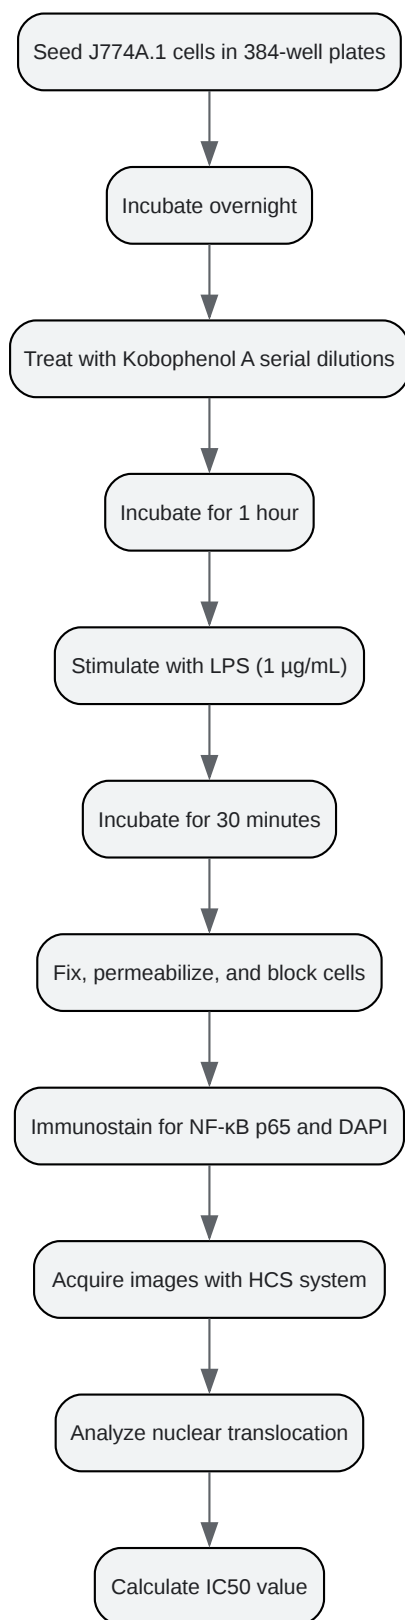 Seed J774A.1 cells in 384-well plates
Incubate overnight
Treat with Kobophenol A serial dilutions
Incubate for 1 hour
Stimulate with LPS (1 µg/mL)
Incubate for 30 minutes
Fix, permeabilize, and block cells
Immunostain for NF-κB p65 and DAPI
Acquire images with HCS system
Analyze nuclear translocation
Calculate IC50 value